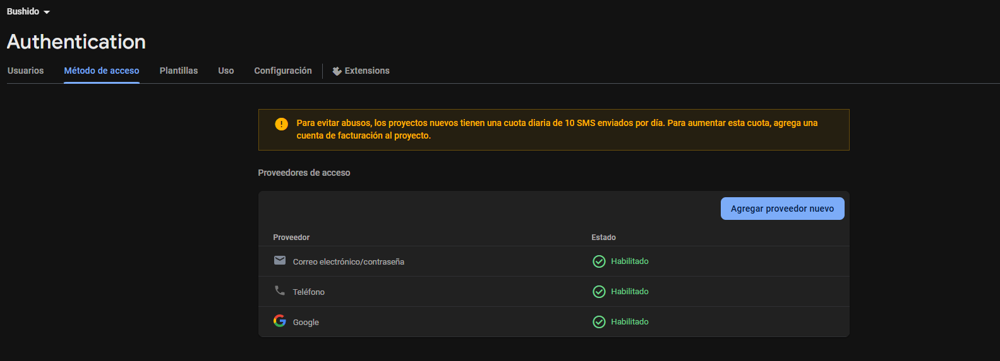 Bushido
Authentication
Usuarios
Método de acceso
Plantillas
Uso
Configuración
Extensions
Para evitar abusos, los proyectos nuevos tienen una cuota diaria de 10 SMS enviados por día. Para aumentar esta cuota, agrega una
cuenta de facturación al proyecto.
Proveedores de acceso
Agregar proveedor nuevo
Proveedor Estado
Correo electrónico/contraseña Habilitado
Teléfono Habilitado
Google Habilitado